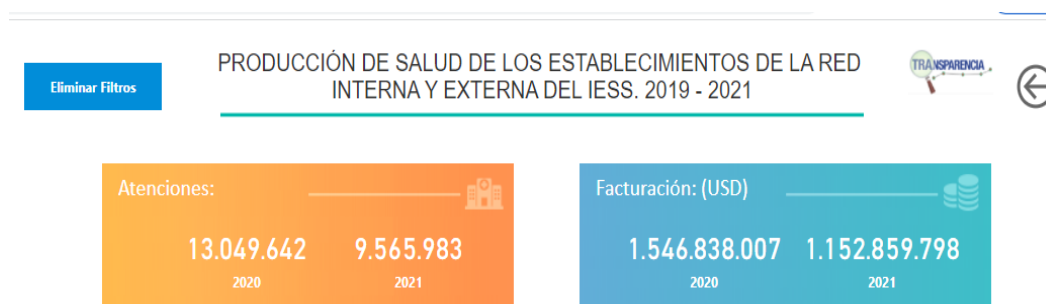 Eliminar Filtros
PRODUCCIÓN DE SALUD DE LOS ESTABLECIMIENTOS DE LA RED
INTERNA Y EXTERNA DEL IESS. 2019 - 2021
TRANSPARENCIA
Atenciones:
13.049.642 9.565.983
2020 2021
Facturación: (USD)
1.546.838.007 1.152.859.798
2020 2021